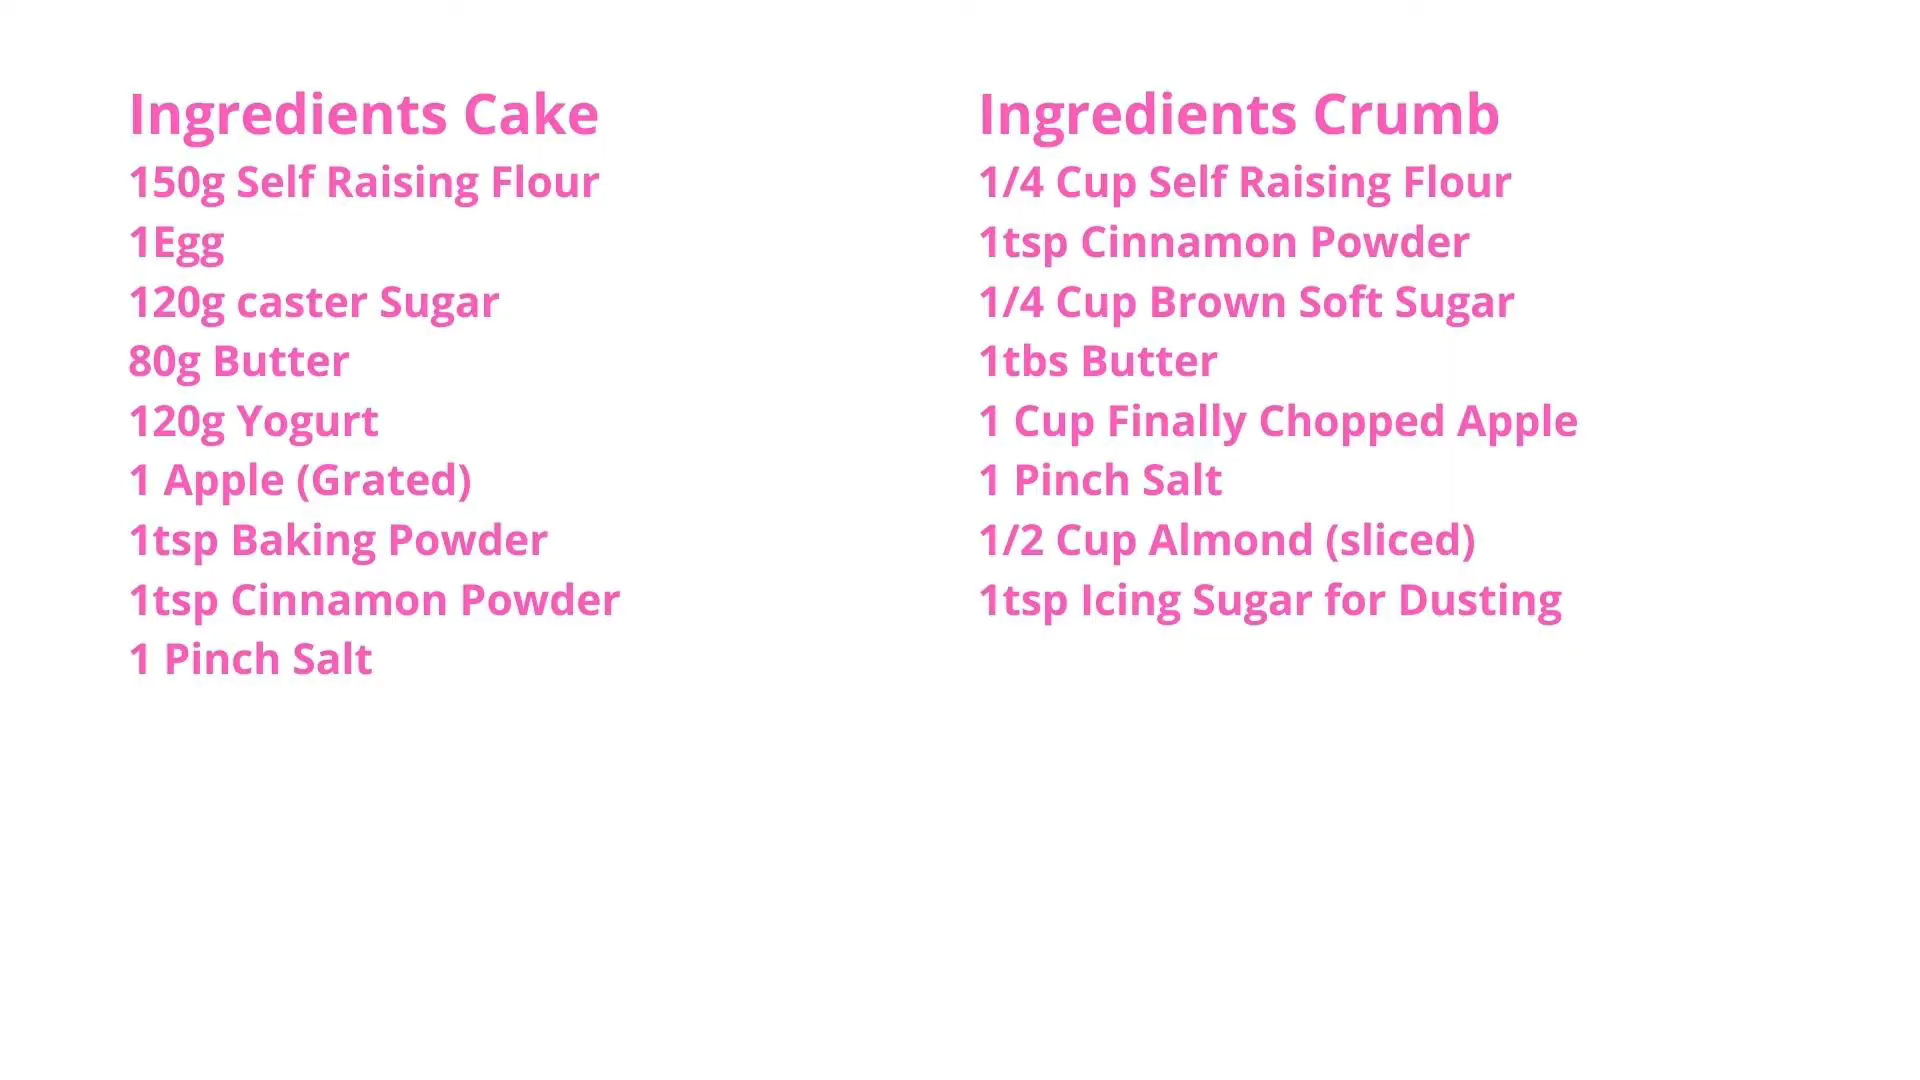 Ingredients Cake
150g Self Raising Flour
1Egg
120g caster Sugar
80g Butter
120g Yogurt
1 Apple (Grated)
1tsp Baking Powder
1tsp Cinnamon Powder
1 Pinch Salt
Ingredients Crumb
1/4 Cup Self Raising Flour
1tsp Cinnamon Powder
1/4 Cup Brown Soft Sugar
1tbs Butter
1 Cup Finally Chopped Apple
1 Pinch Salt
1/2 Cup Almond (sliced)
1tsp Icing Sugar for Dusting